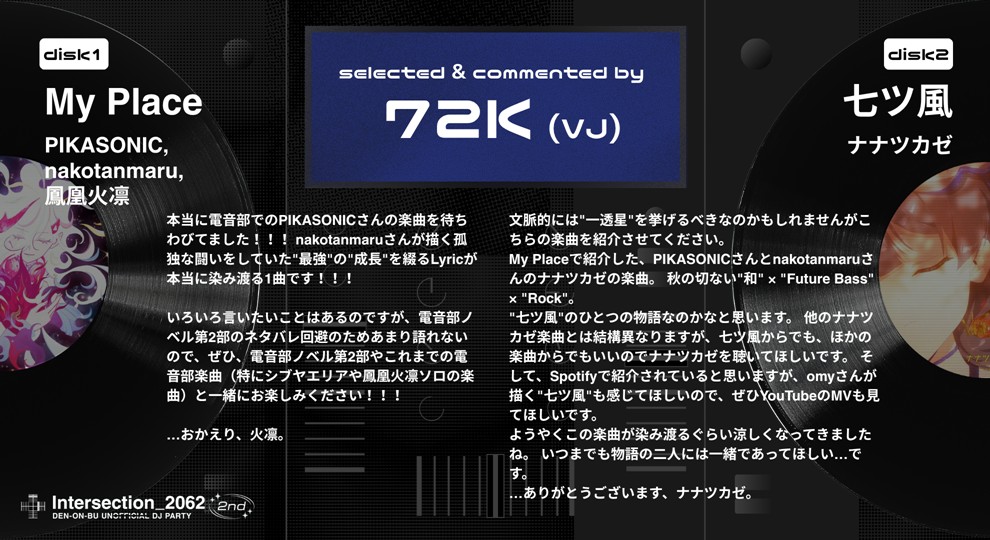 disk1
My Place
PIKASONIC,
nakotanmaru,
鳳凰火凛
selected & commented by
72K (VJ)
disk2
七ツ風
ナナツカゼ
本当に電音部でのPIKASONICさんの楽曲を待ち
わびてました！！！ nakotanmaruさんが描く孤
独な闘いをしていた"最強"の"成長"を綴るLyricが
本当に染み渡る1曲です！！！
いろいろ言いたいことはあるのですが、電音部ノ
ベル第2部のネタバレ回避のためあまり語れない
ので、ぜひ、電音部ノベル第2部やこれまでの電
音部楽曲（特にシブヤエリアや鳳凰火凛ソロの楽
曲）と一緒にお楽しみください！！！
…おかえり、火凛。
文脈的には"一透星"を挙げるべきなのかもしれませんがこ
ちらの楽曲を紹介させてください。
My Placeで紹介した、PIKASONICさんとnakotanmaruさ
んのナナツカゼの楽曲。 秋の切ない"和" × "Future Bass"
× "Rock"。
"七ツ風"のひとつの物語なのかなと思います。 他のナナツ
カゼ楽曲とは結構異なりますが、七ツ風からでも、ほかの
楽曲からでもいいのでナナツカゼを聴いてほしいです。 そ
して、Spotifyで紹介されていると思いますが、omyさんが
描く"七ツ風"も感じてほしいので、ぜひYouTubeのMVも見
てほしいです。
ようやくこの楽曲が染み渡るぐらい涼しくなってきました
ね。 いつまでも物語の二人には一緒であってほしい…で
す。
…ありがとうございます、ナナツカゼ。
Intersection_2062 2nd
DEN-ON-BU UNOFFICIAL DJ PARTY